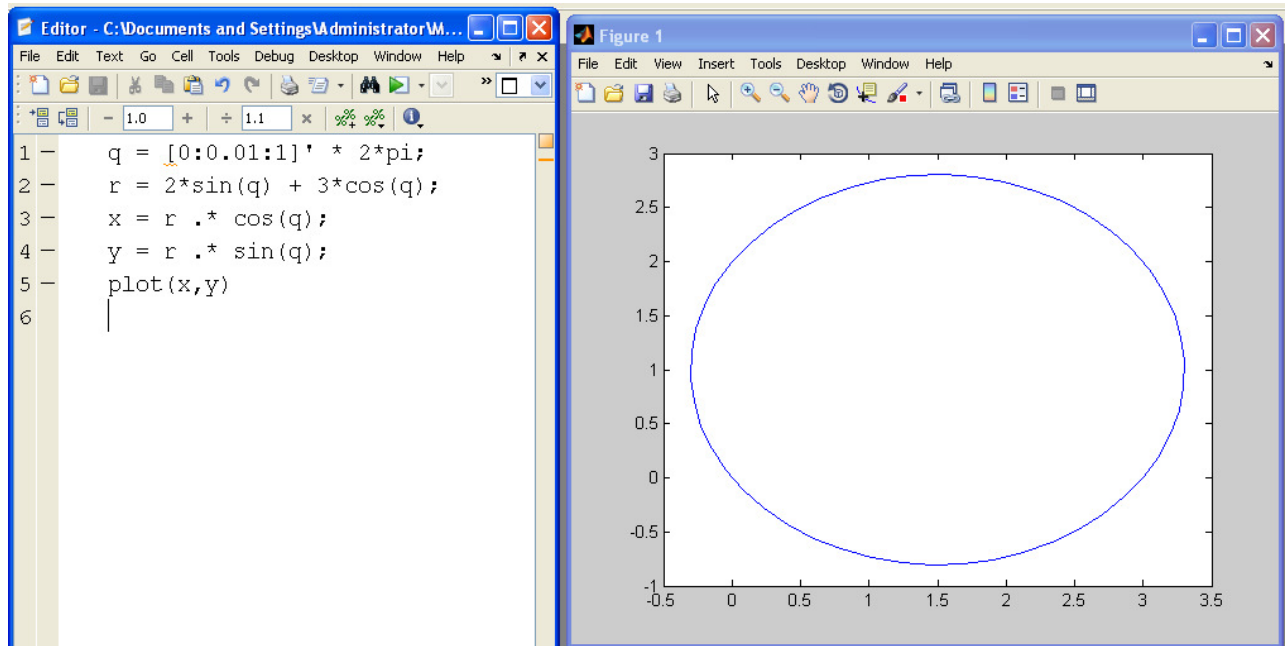 Editor - C:\Documents and Settings\Administrator\M...
File Edit Text Go Cell Tools Debug Desktop Window Help
- 1.0 + ÷ 1.1 ×
1 - q = [0:0.01:1]' * 2*pi;
2 - r = 2*sin(q) + 3*cos(q);
3 - x = r .* cos(q);
4 - y = r .* sin(q);
5 - plot(x,y)
6
Figure 1
File Edit View Insert Tools Desktop Window Help
3
2.5
2
1.5
1
0.5
0
-0.5
-1
-0.5 0 0.5 1 1.5 2 2.5 3 3.5